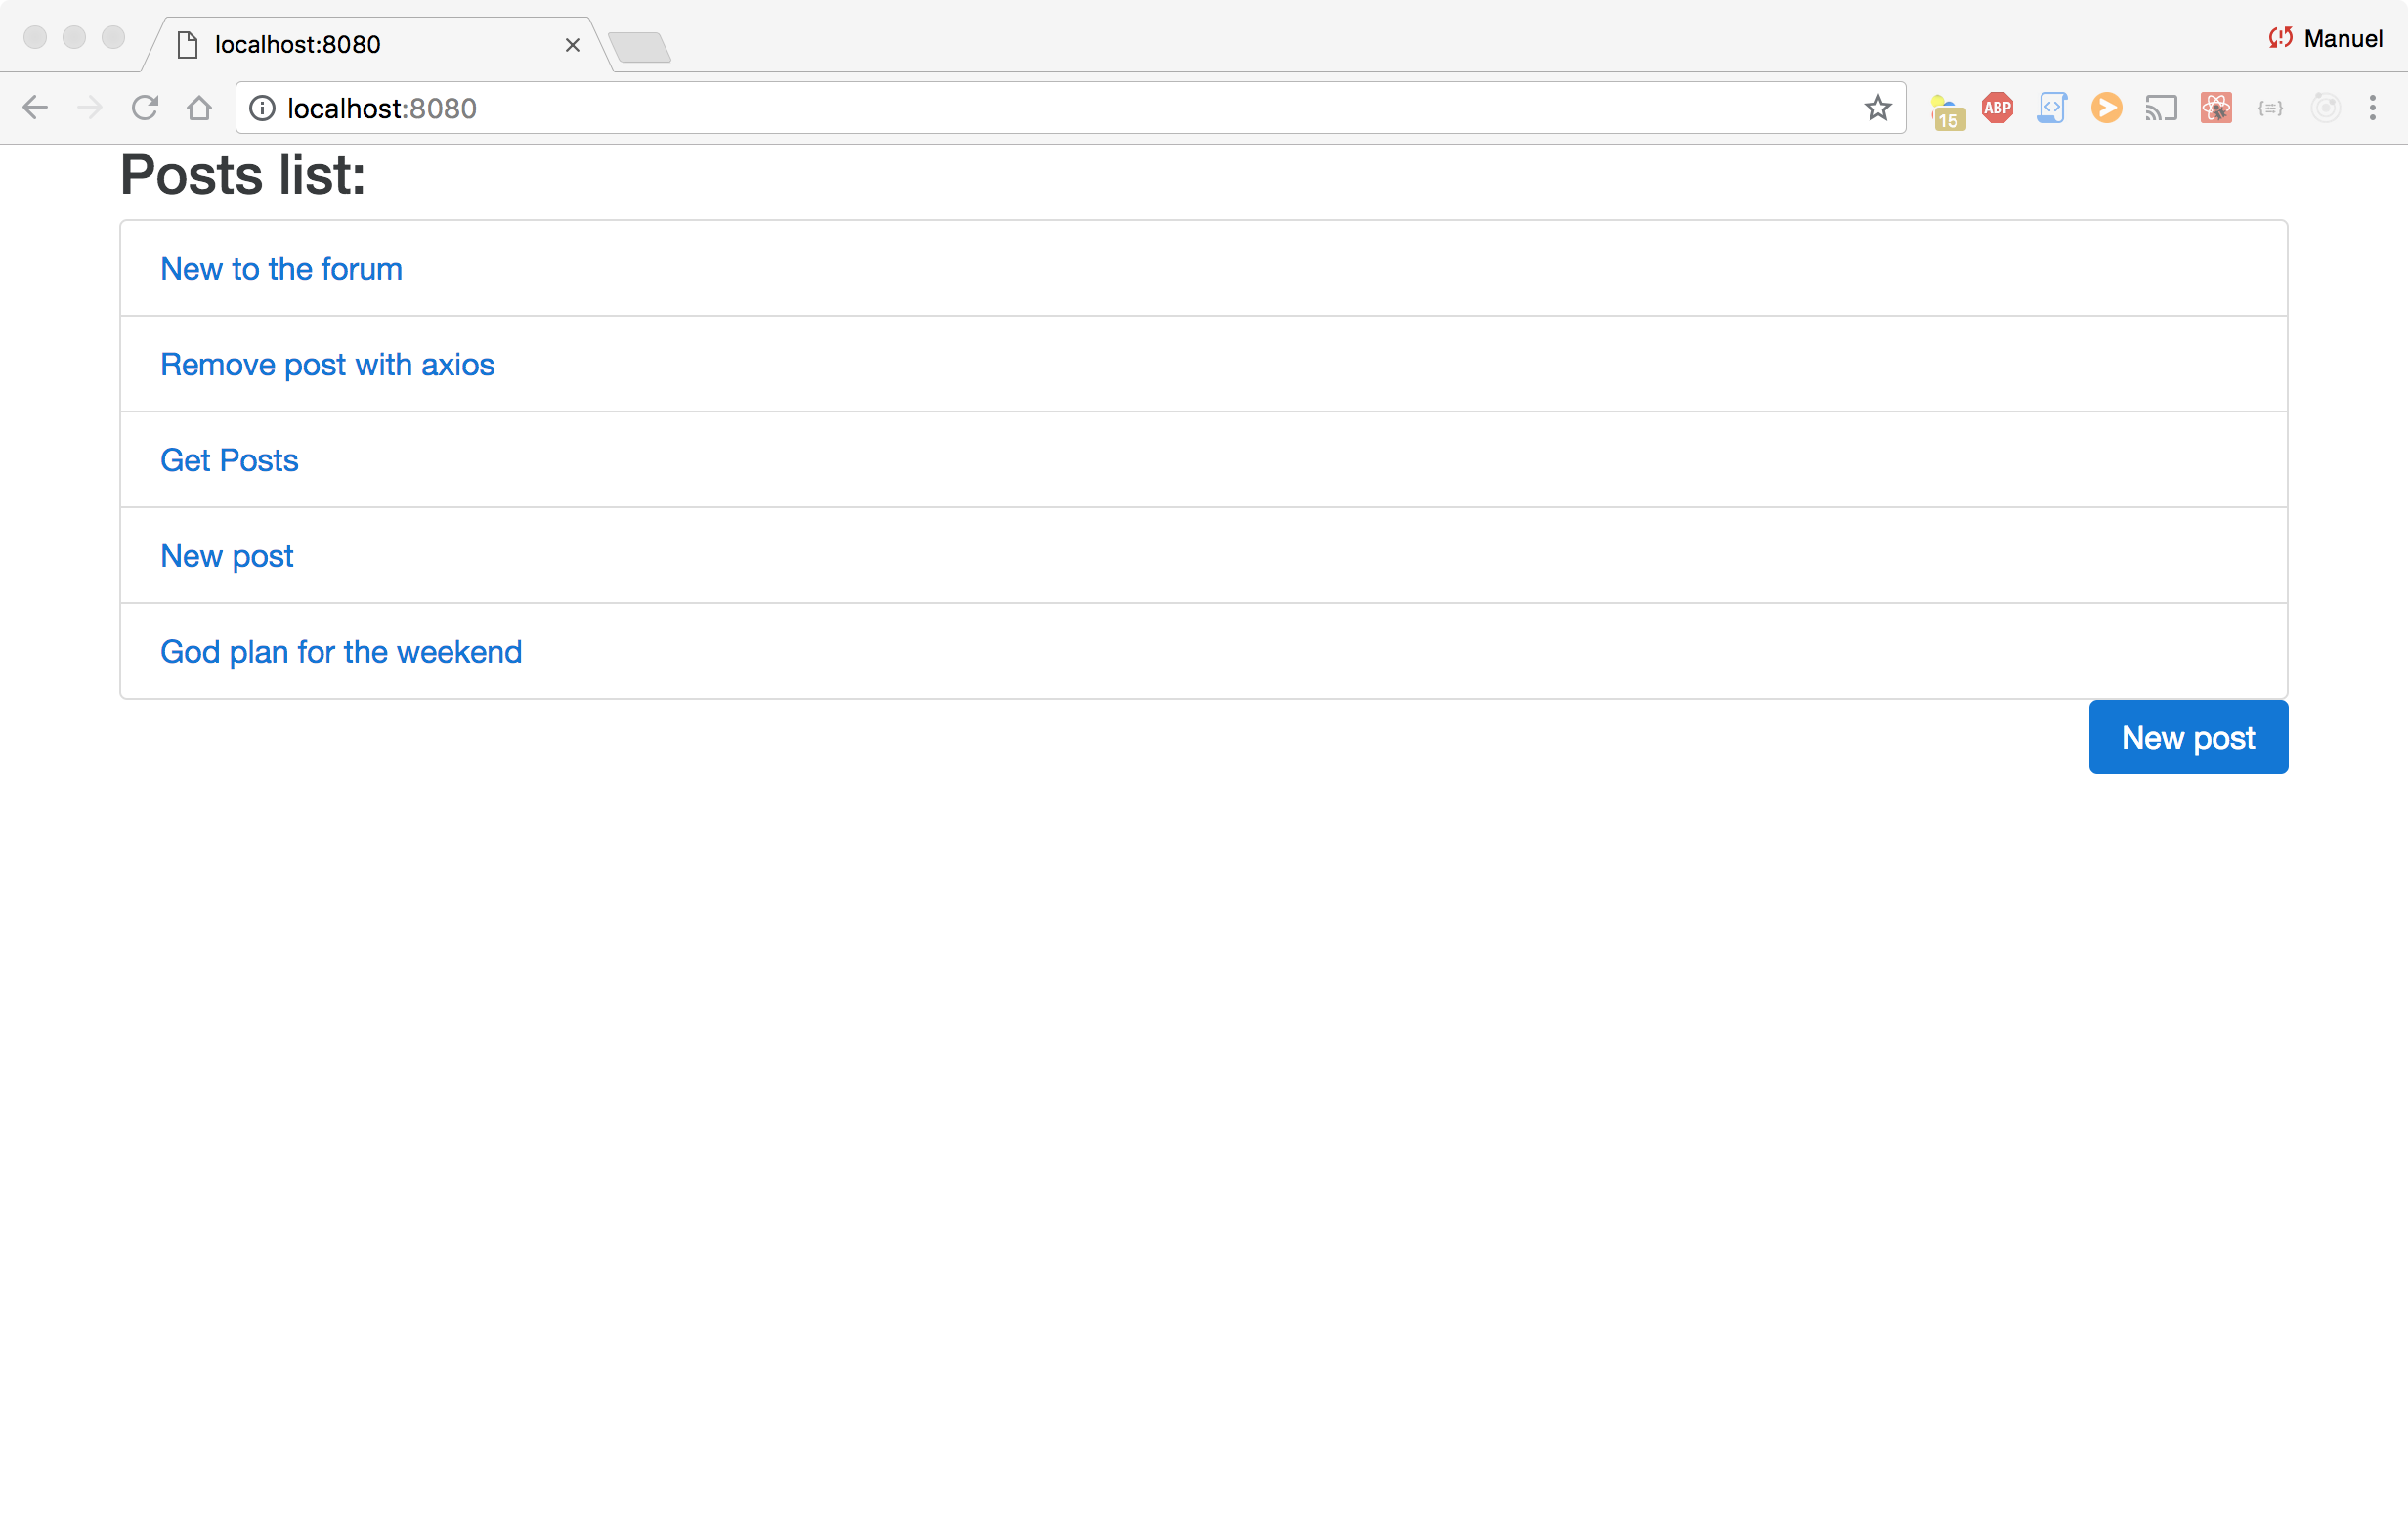 localhost:8080
Manuel
localhost:8080
15
ABP
Posts list:
New to the forum
Remove post with axios
Get Posts
New post
God plan for the weekend
New post